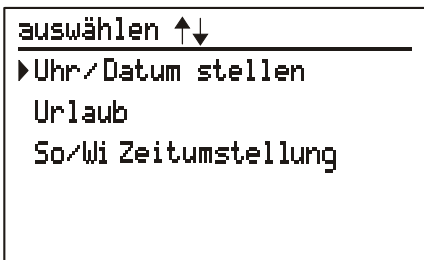 auswählen ↑↓
▶Uhr/Datum stellen
Urlaub
So/Wi Zeitumstellung